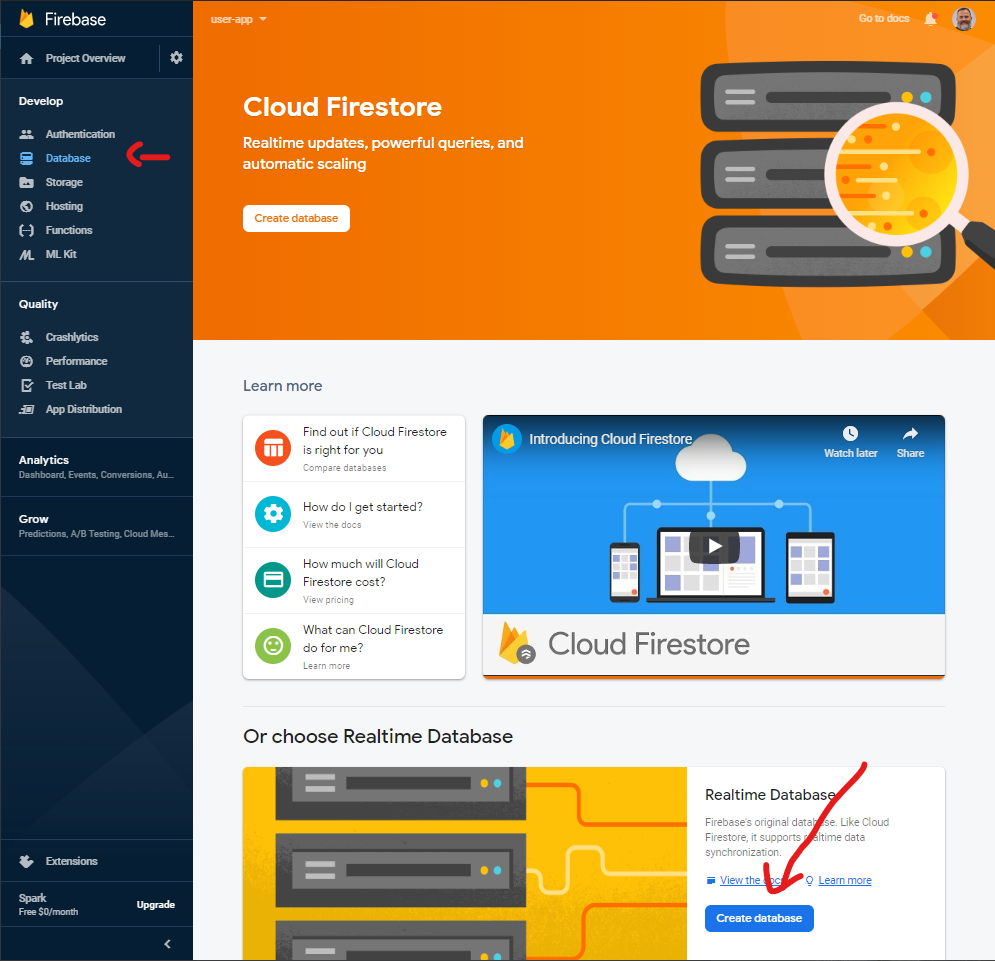 Firebase
user-app
Go to docs
Project Overview
Develop
Authentication
Database
Storage
Hosting
Functions
ML Kit
Quality
Crashlytics
Performance
Test Lab
App Distribution
Analytics
Dashboard, Events, Conversions, Au...
Grow
Predictions, A/B Testing, Cloud Mes...
Extensions
Spark
Free $0/month
Upgrade
Cloud Firestore
Realtime updates, powerful queries, and
automatic scaling
Create database
Learn more
Find out if Cloud Firestore
is right for you
Compare databases
How do I get started?
View the docs
How much will Cloud
Firestore cost?
View pricing
What can Cloud Firestore
do for me?
Learn more
Introducing Cloud Firestore
Watch later
Share
Cloud Firestore
Or choose Realtime Database
Realtime Database
Firebase's original database. Like Cloud
Firestore, it supports realtime data
synchronization.
View the docs
Learn more
Create database